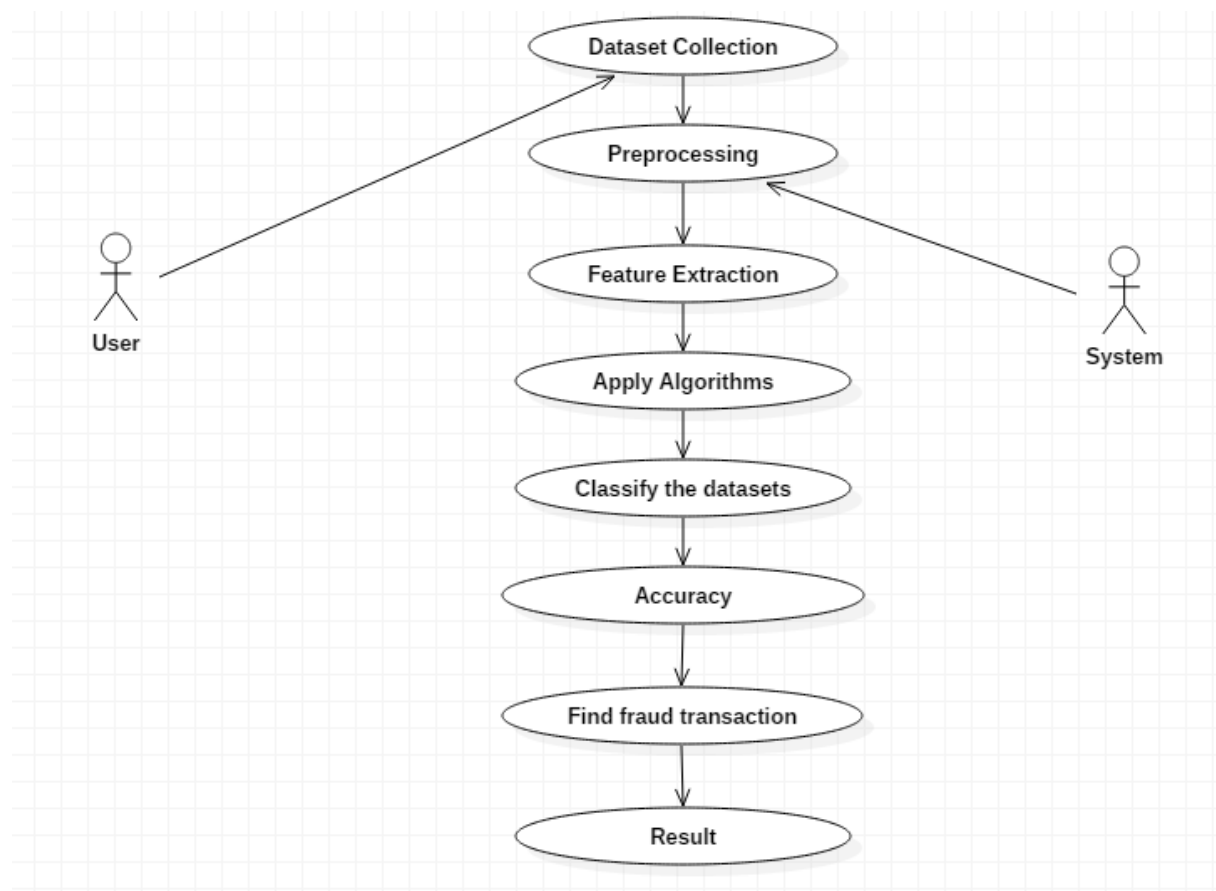 Dataset Collection
Preprocessing
Feature Extraction
User
System
Apply Algorithms
Classify the datasets
Accuracy
Find fraud transaction
Result